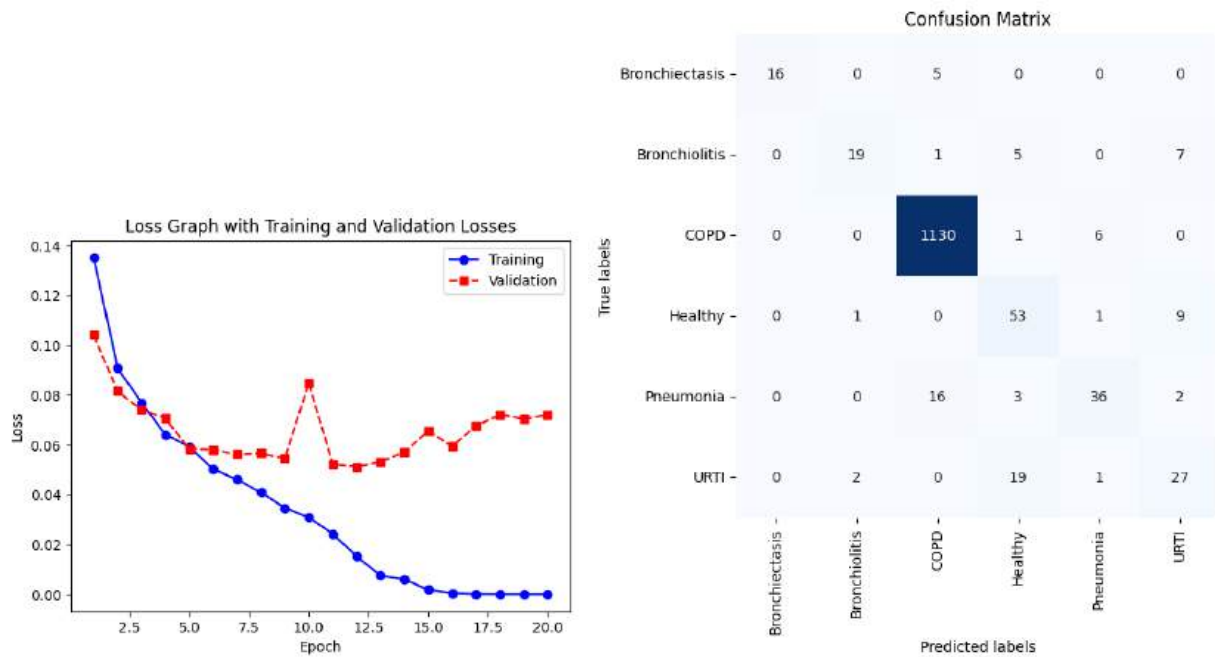 Loss Graph with Training and Validation Losses
Training
Validation
Loss
0.14
0.12
0.10
0.08
0.06
0.04
0.02
0.00
2.5 5.0 7.5 10.0 12.5 15.0 17.5 20.0
Epoch
Confusion Matrix
True labels
Bronchiectasis 16 0 5 0 0 0
Bronchiolitis 0 19 1 5 0 7
COPD 0 0 1130 1 6 0
Healthy 0 1 0 53 1 9
Pneumonia 0 0 16 3 36 2
URTI 0 2 0 19 1 27
Bronchiectasis
Bronchiolitis
COPD
Healthy
Pneumonia
URTI
Predicted labels